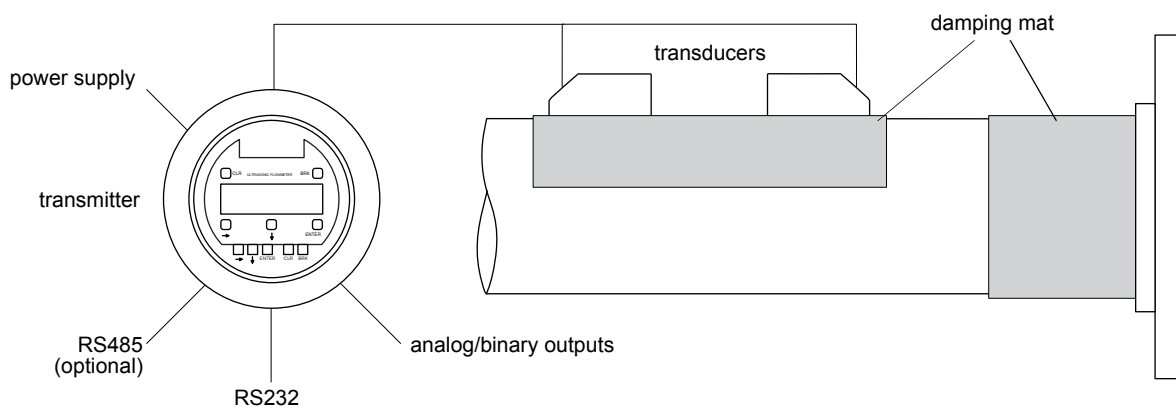 damping mat
transducers
power supply
CLR
ULTRASONIC FLOWMETER
BRK
transmitter
ENTER
ENTER
CLR
BRK
RS485
(optional)
analog/binary outputs
RS232